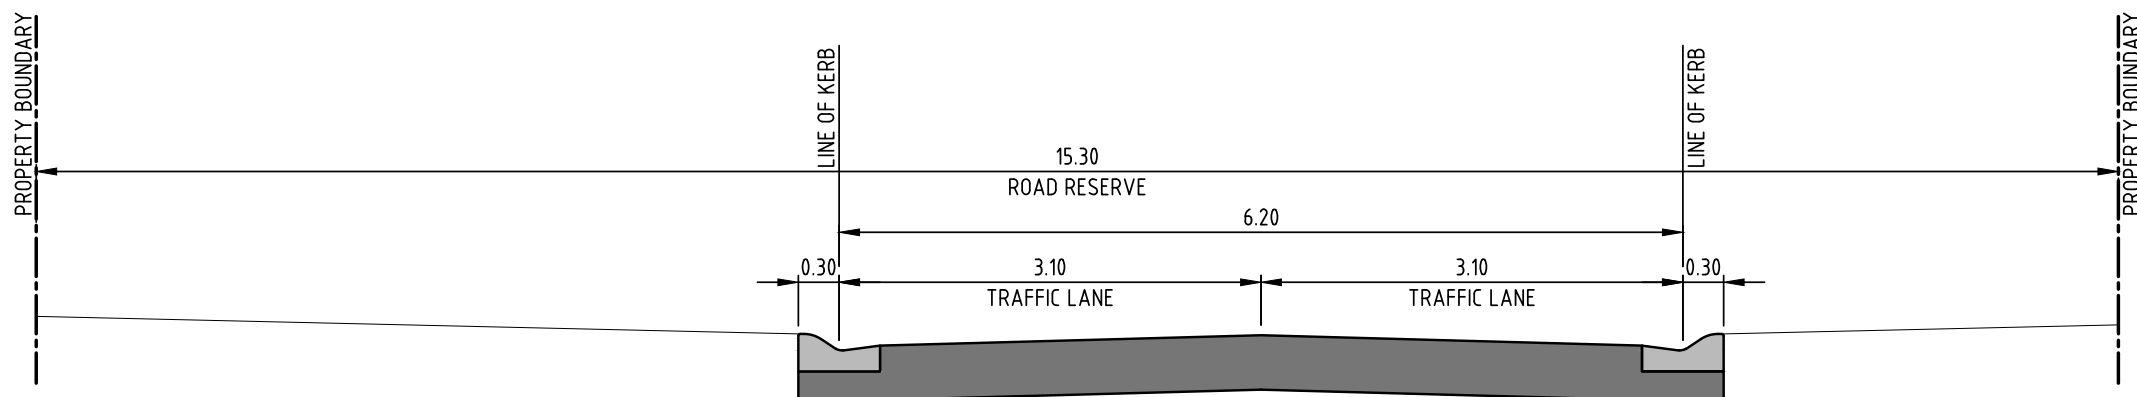 PROPERTY BOUNDARY
LINE OF KERB
LINE OF KERB
PROPERTY BOUNDARY
15.30
ROAD RESERVE
6.20
0.30
3.10
3.10
0.30
TRAFFIC LANE
TRAFFIC LANE